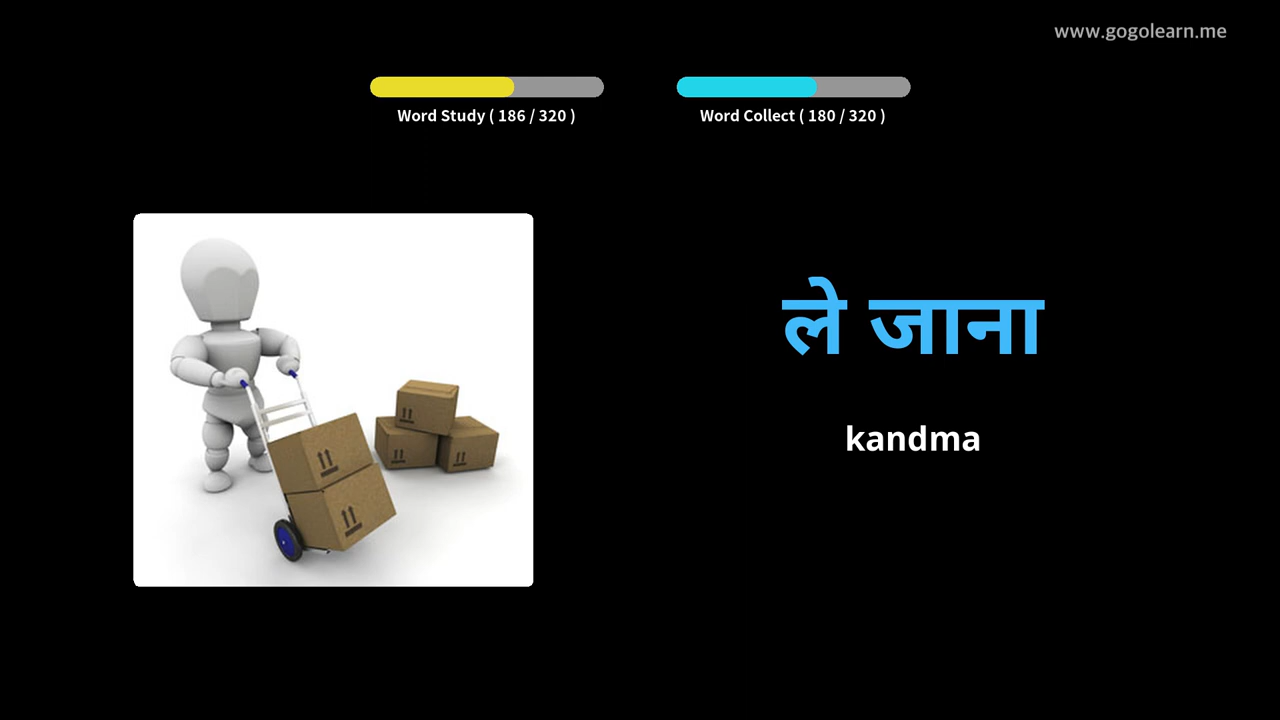 www.gogolearn.me
Word Study ( 186 / 320 )
Word Collect ( 180 / 320 )
ले जाना
kandma